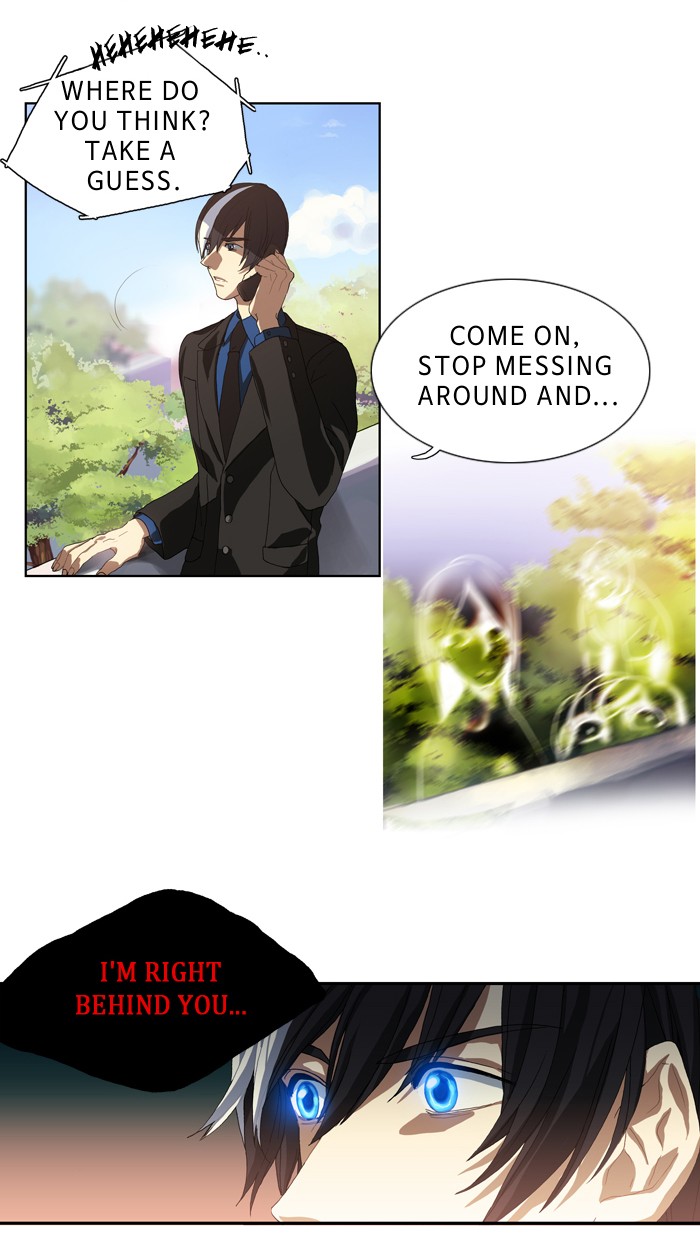 HEHEHEHEHE..
WHERE DO
YOU THINK?
TAKE A
GUESS.
COME ON,
STOP MESSING
AROUND AND...
I'M RIGHT
BEHIND YOU...